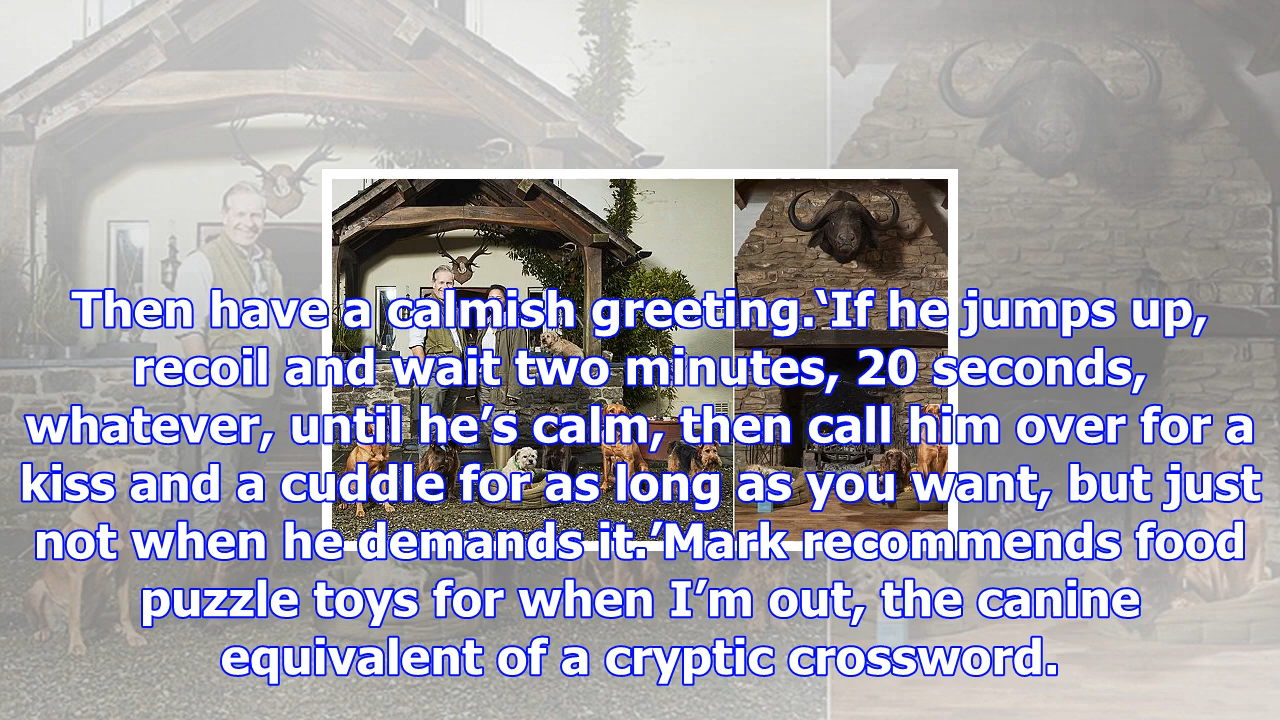 Then have a calmish greeting.‘If he jumps up,
recoil and wait two minutes, 20 seconds,
whatever, until he’s calm, then call him over for a
kiss and a cuddle for as long as you want, but just
not when he demands it.’Mark recommends food
puzzle toys for when I’m out, the canine
equivalent of a cryptic crossword.